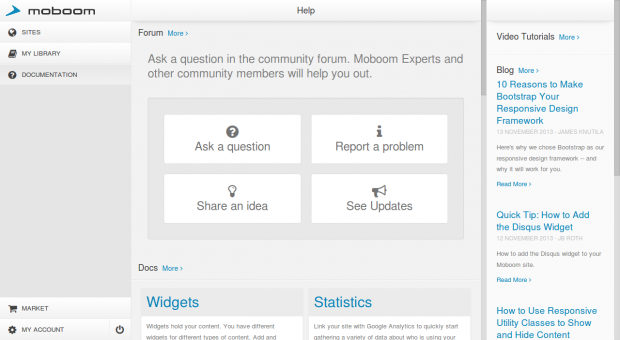 moboom
SITES
MY LIBRARY
DOCUMENTATION
MARKET
MY ACCOUNT
Help
Forum More ›
Ask a question in the community forum. Moboom Experts and
other community members will help you out.
Ask a question
Report a problem
Share an idea
See Updates
Docs More ›
Widgets
Widgets hold your content. You have different
widgets for different types of content. Add and
Statistics
Link your site with Google Analytics to quickly start
gathering a variety of data about who is using your
Video Tutorials More ›
Blog More ›
10 Reasons to Make
Bootstrap Your
Responsive Design
Framework
13 NOVEMBER 2013 - JAMES KNUTILA
Here's why we chose Bootstrap as our
responsive design framework – and
why it will work for you.
Read More ›
Quick Tip: How to Add
the Disqus Widget
12 NOVEMBER 2013 - JB RUTH
How to add the Disqus widget to your
Moboom site.
Read More ›
How to Use Responsive
Utility Classes to Show
and Hide Content